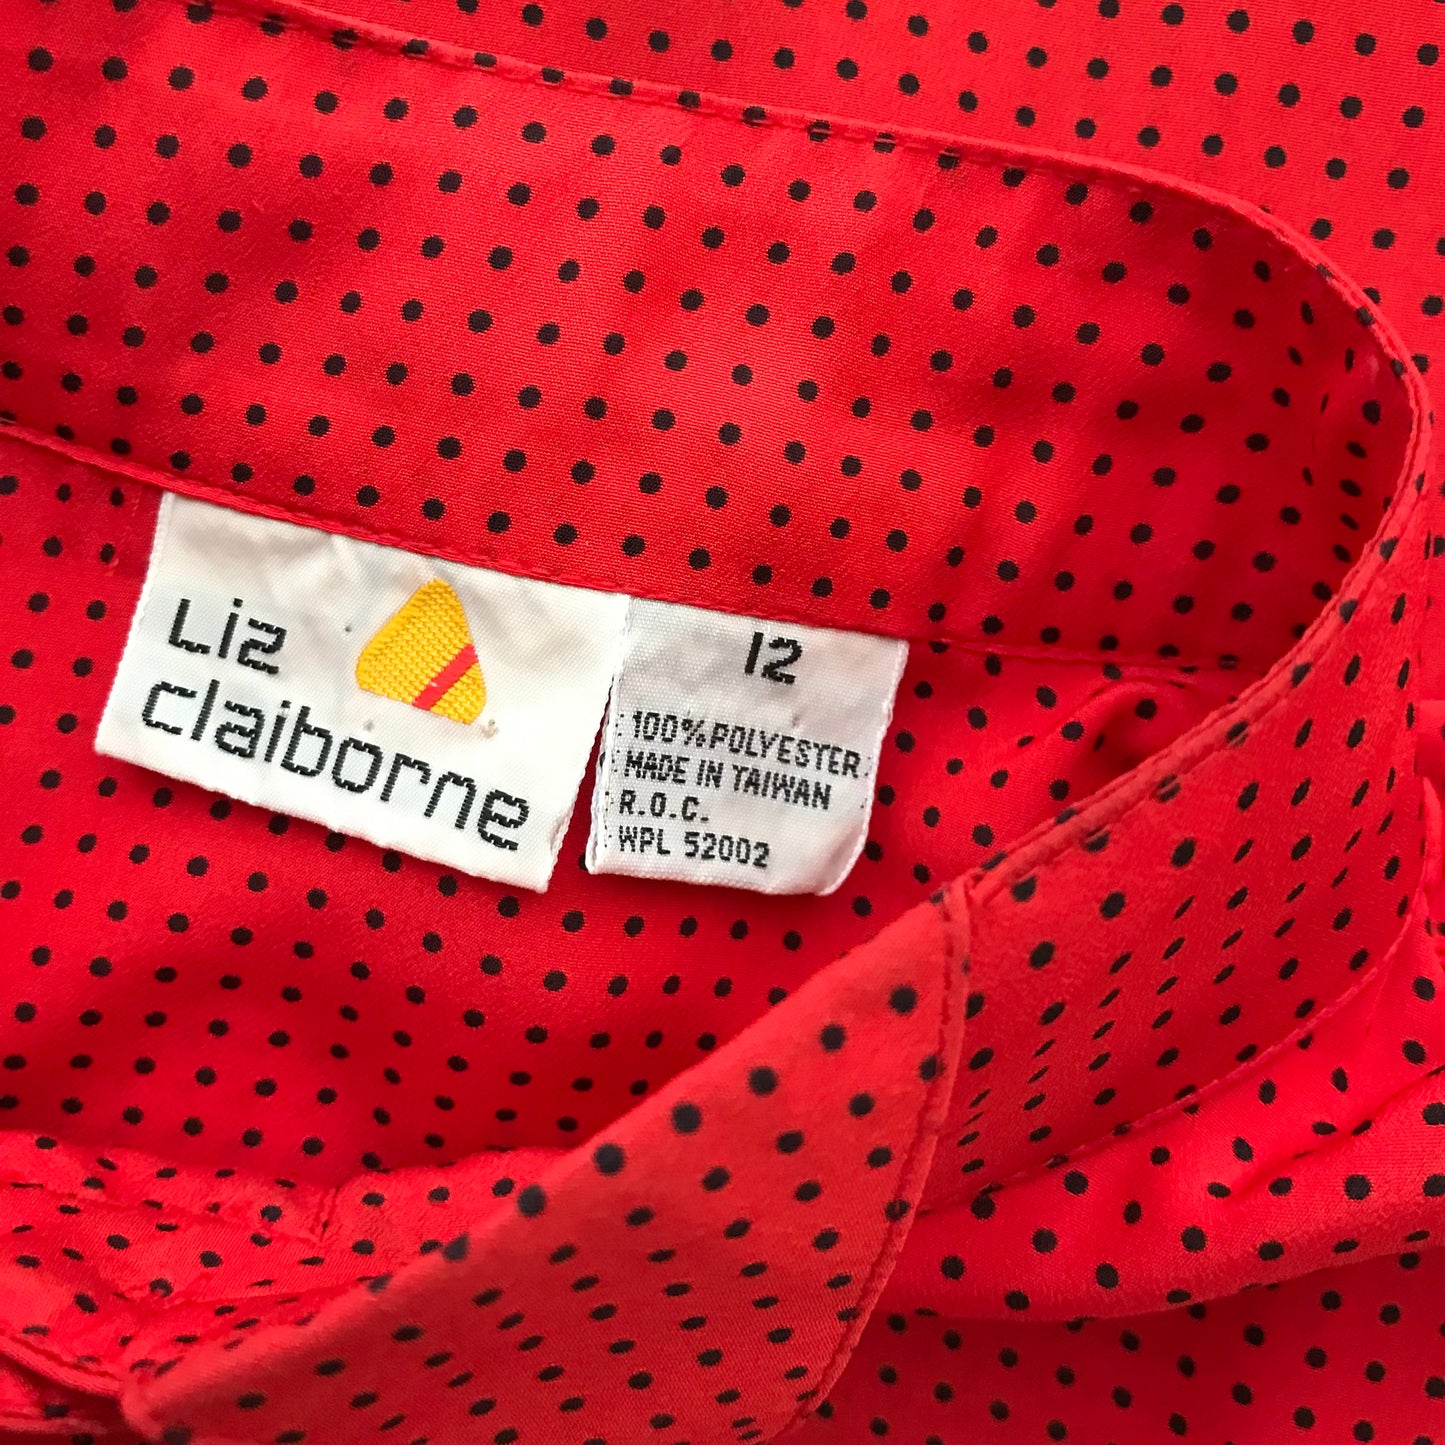 Liz
claiborne
12
100% POLYESTER
MADE IN TAIWAN
R.O.C.
WPL 52002